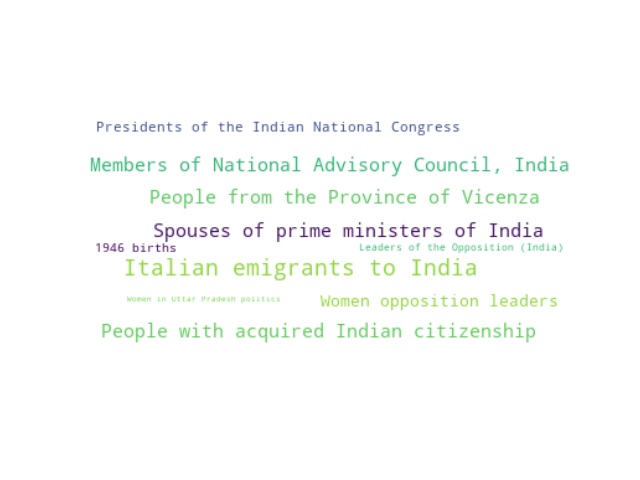 Presidents of the Indian National Congress
Members of National Advisory Council, India
People from the Province of Vicenza
Spouses of prime ministers of India
1946 births
Leaders of the Opposition (India)
Italian emigrants to India
Women in Uttar Pradesh politics
Women opposition leaders
People with acquired Indian citizenship